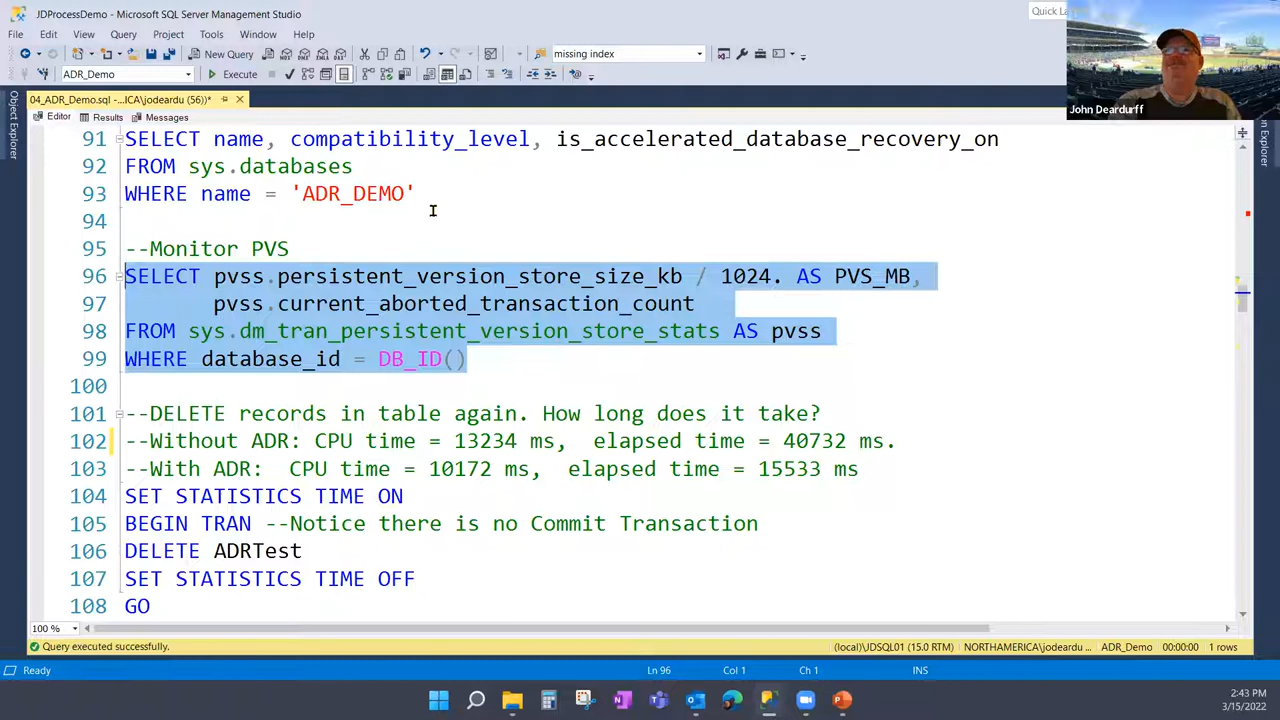 JDProcessDemo - Microsoft SQL Server Management Studio
Quick La
File Edit View Query Project Tools Window Help
New Query missing index
ADR_Demo Execute
John Deardurff
04_ADR_Demo.sql -...ICA\jodeardu (56))*
Object Explorer
Editor Results Messages
91 SELECT name, compatibility_level, is_accelerated_database_recovery_on
92 FROM sys.databases
93 WHERE name = 'ADR_DEMO'
94
95 --Monitor PVS
96 SELECT pvss.persistent_version_store_size_kb / 1024. AS PVS_MB,
97 pvss.current_aborted_transaction_count
98 FROM sys.dm_tran_persistent_version_store_stats AS pvss
99 WHERE database_id = DB_ID()
100
101 --DELETE records in table again. How long does it take?
102 --Without ADR: CPU time = 13234 ms, elapsed time = 40732 ms.
103 --With ADR: CPU time = 10172 ms, elapsed time = 15533 ms
104 SET STATISTICS TIME ON
105 BEGIN TRAN --Notice there is no Commit Transaction
106 DELETE ADRTest
107 SET STATISTICS TIME OFF
108 GO
100 %
Query executed successfully. (local)\JDSQL01 (15.0 RTM) NORTHAMERICA\jodeardu ... ADR_Demo 00:00:00 1 rows
Ready Ln 96 Col 1 Ch 1 INS
2:43 PM
3/15/2022